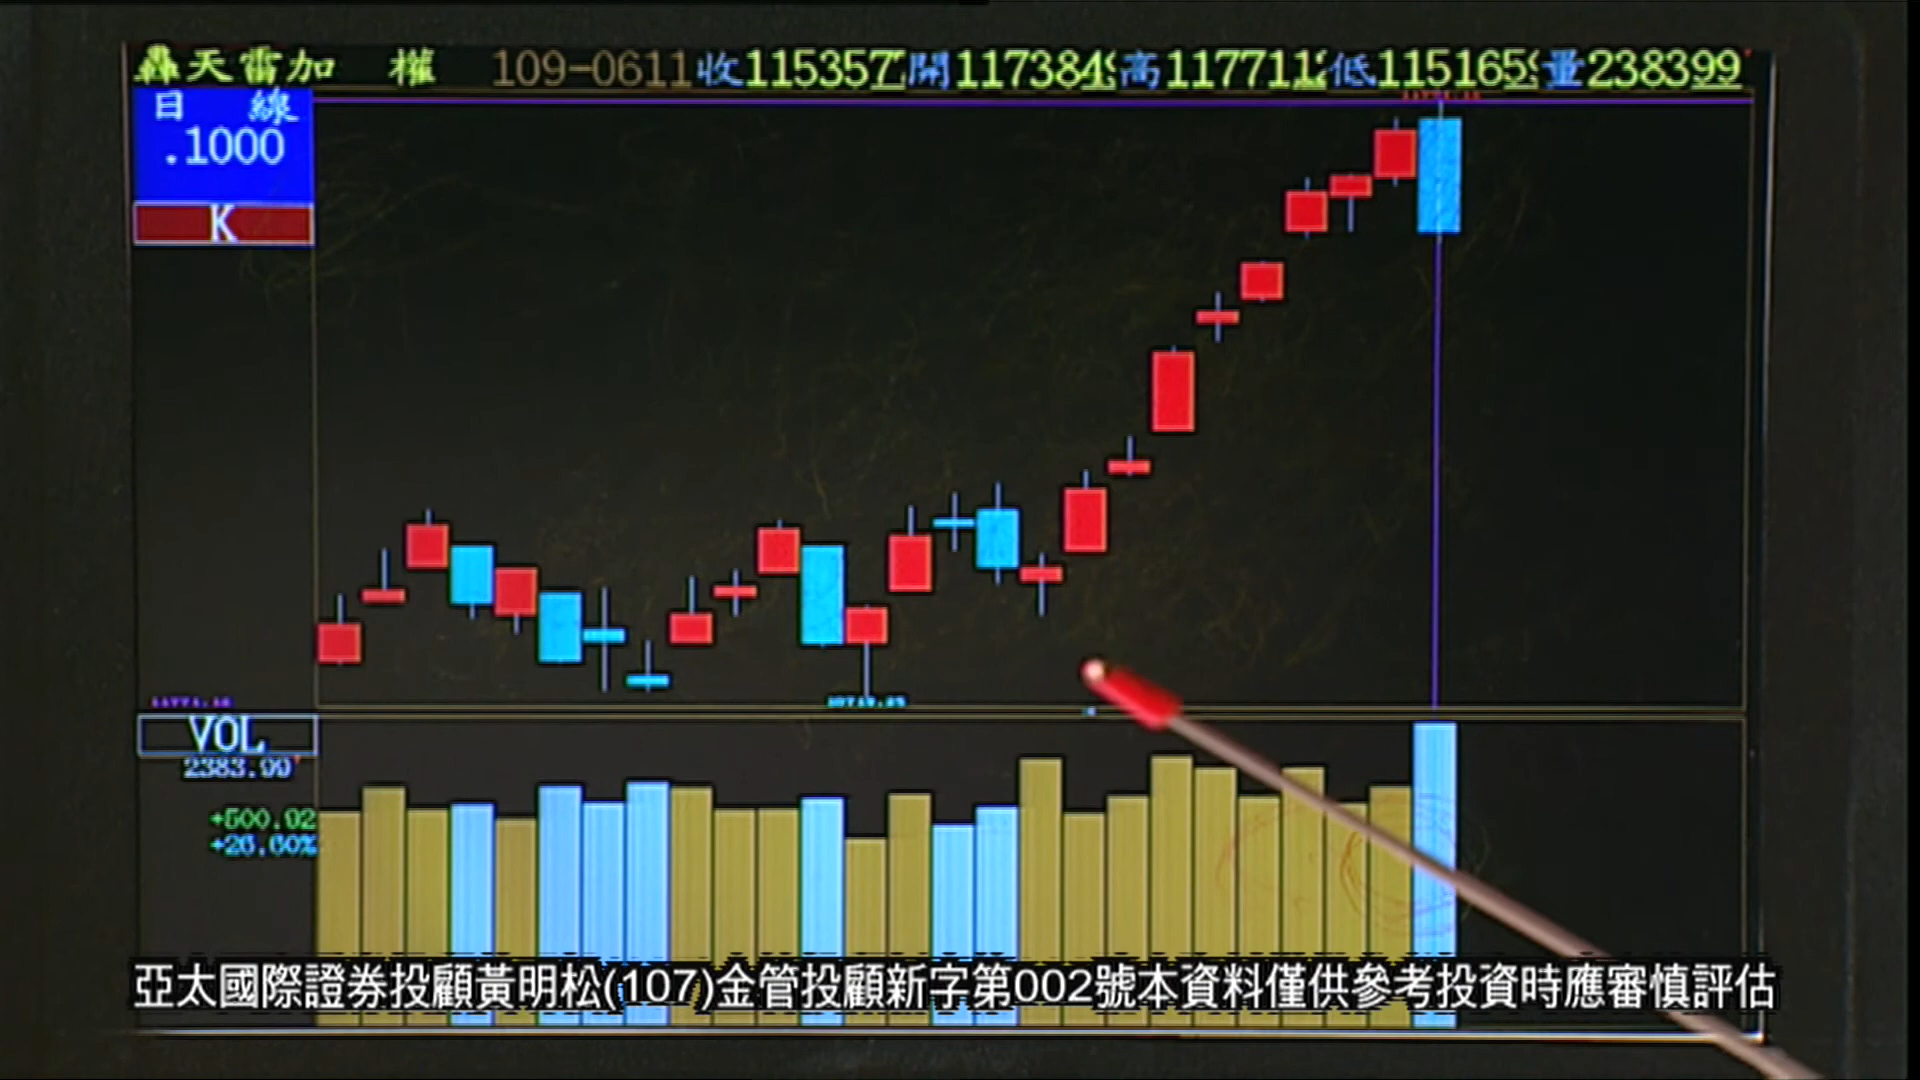 轟天雷加 權 109-0611 收115357 開117384 高117711 低115165 量238399
日 線
.1000
K
VOL
2383.99
+500.02
+26.60%
亞太國際證券投顧黃明松(107)金管投顧新字第002號本資料僅供參考投資時應審慎評估